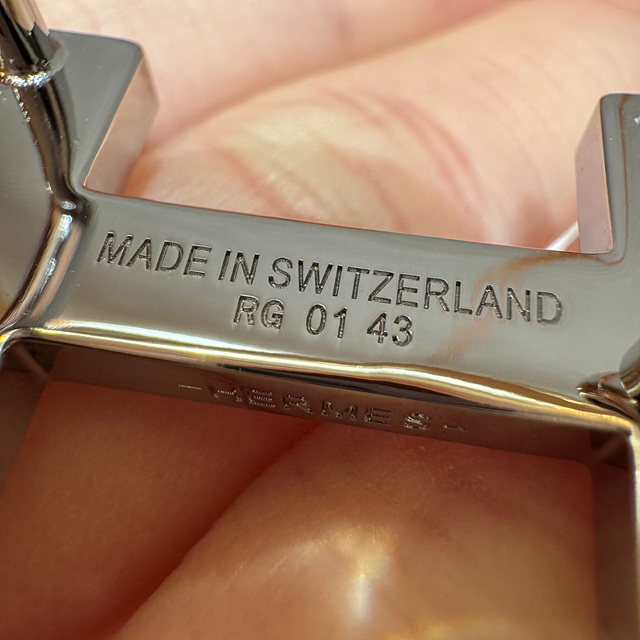 MADE IN SWITZERLAND
RG 01 43
-HERMES-